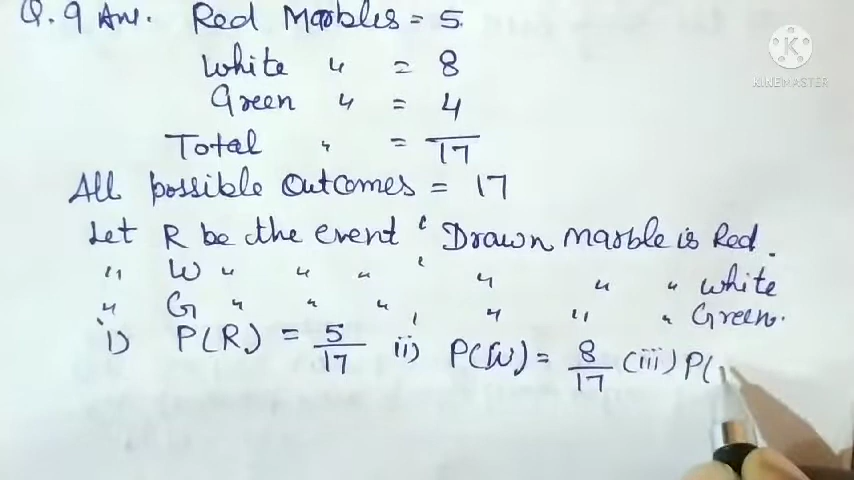 Q.9 Ans. Red Marbles = 5
White " = 8
Green " = 4
Total " = 17
All possible Outcomes = 17
Let R be the event ' Drawn marble is Red.
" W " " " ' " " " white
" G " " " ' " " " Green.
i) P(R) = 5/17 ii) P(W) = 8/17 (iii) P(
KINEMASTER